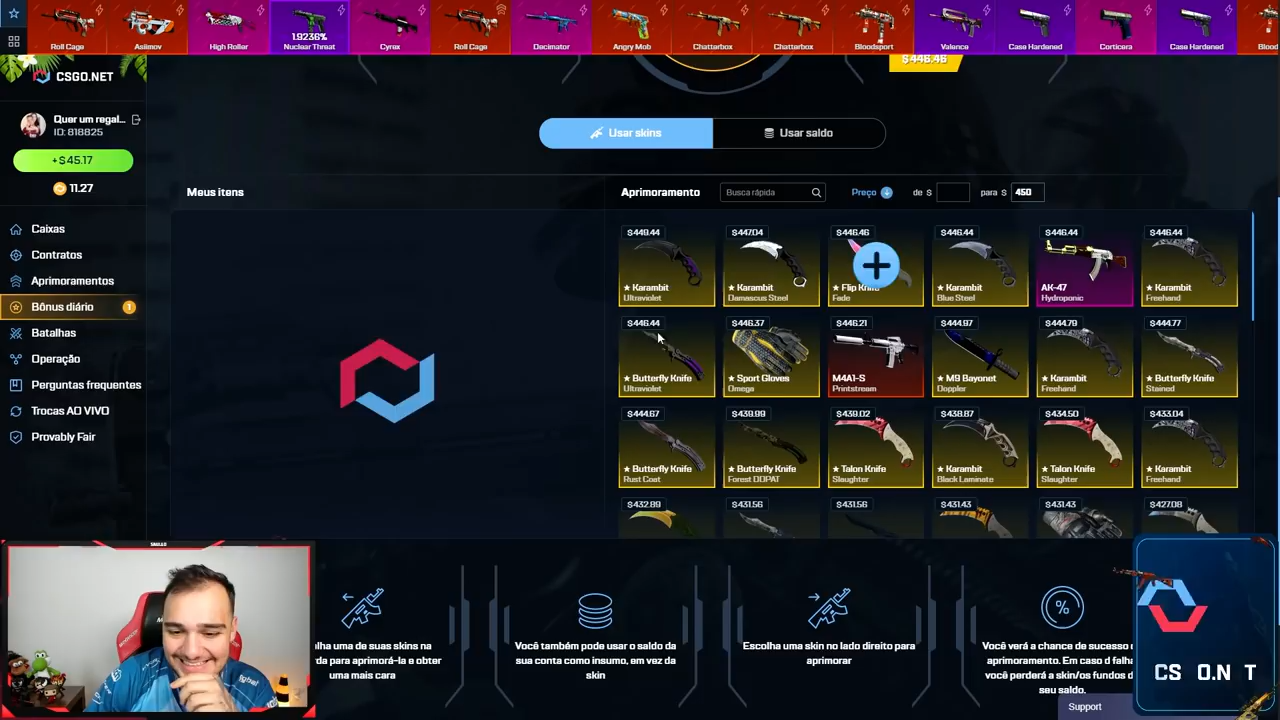 Roll Cage
Asiimov
High Roller
1.9236%
Nuclear Threat
Cyrex
Roll Cage
Decimator
Angry Mob
Chatterbox
Chatterbox
Bloodsport
Valence
Case Hardened
Corticera
Case Hardened
Blood
CSGO.NET
Quer um regal...
ID: 818825
+$45.17
11.27
Caixas
Contratos
Aprimoramentos
Bônus diário 1
Batalhas
Operação
Perguntas frequentes
Trocas AO VIVO
Provably Fair
$446.46
Usar skins
Usar saldo
Meus itens
Aprimoramento
Busca rápida
Preço
de $
para $ 450
$449.44
★ Karambit
Ultraviolet
$447.04
★ Karambit
Damascus Steel
$446.46
★ Flip Knife
Fade
$446.44
★ Karambit
Blue Steel
$446.44
AK-47
Hydroponic
$446.44
★ Karambit
Freehand
$446.44
★ Butterfly Knife
Ultraviolet
$446.37
★ Sport Gloves
Omega
$446.21
M4A1-S
Printstream
$444.97
★ M9 Bayonet
Doppler
$444.79
★ Karambit
Freehand
$444.77
★ Butterfly Knife
Stained
$444.67
★ Butterfly Knife
Rust Coat
$439.99
★ Butterfly Knife
Forest DDPAT
$439.02
★ Talon Knife
Slaughter
$438.87
★ Karambit
Black Laminate
$434.50
★ Talon Knife
Slaughter
$433.04
★ Karambit
Freehand
$432.89
$431.56
$431.56
$431.43
$431.43
$427.08
lha uma de suas skins na
rda para aprimorá-la e obter
uma mais cara
Você também pode usar o saldo da
sua conta como insumo, em vez da
skin
Escolha uma skin no lado direito para
aprimorar
%
Você verá a chance de sucesso
aprimoramento. Em caso d falha
você perderá a skin/os fundos d
seu saldo.
CS O.N T
Support